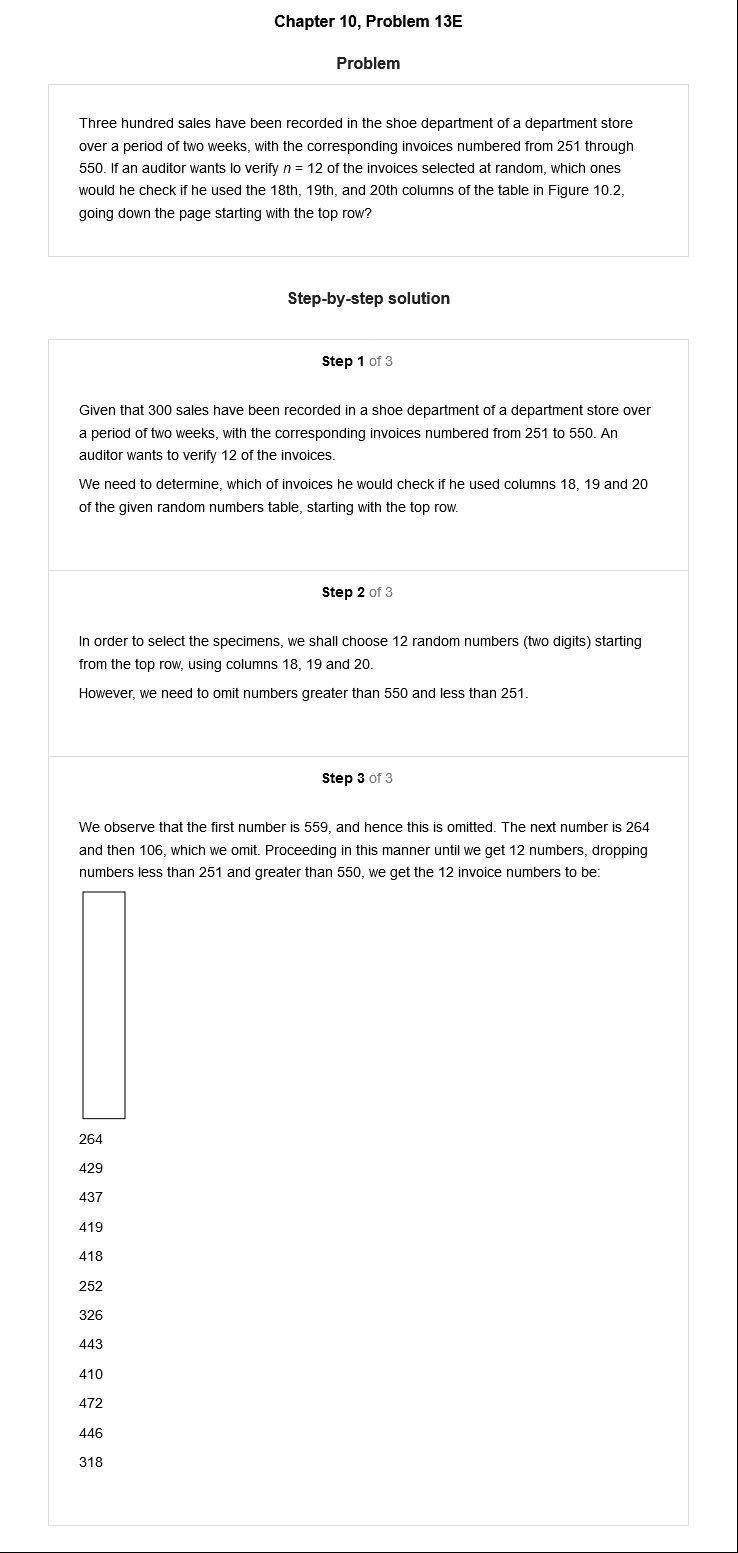 Chapter 10, Problem 13E
Problem
Three hundred sales have been recorded in the shoe department of a department store
over a period of two weeks, with the corresponding invoices numbered from 251 through
550. If an auditor wants lo verify n = 12 of the invoices selected at random, which ones
would he check if he used the 18th, 19th, and 20th columns of the table in Figure 10.2,
going down the page starting with the top row?
Step-by-step solution
Step 1 of 3
Given that 300 sales have been recorded in a shoe department of a department store over
a period of two weeks, with the corresponding invoices numbered from 251 to 550. An
auditor wants to verify 12 of the invoices.
We need to determine, which of invoices he would check if he used columns 18, 19 and 20
of the given random numbers table, starting with the top row.
Step 2 of 3
In order to select the specimens, we shall choose 12 random numbers (two digits) starting
from the top row, using columns 18, 19 and 20.
However, we need to omit numbers greater than 550 and less than 251.
Step 3 of 3
We observe that the first number is 559, and hence this is omitted. The next number is 264
and then 106, which we omit. Proceeding in this manner until we get 12 numbers, dropping
numbers less than 251 and greater than 550, we get the 12 invoice numbers to be:
264
429
437
419
418
252
326
443
410
472
446
318